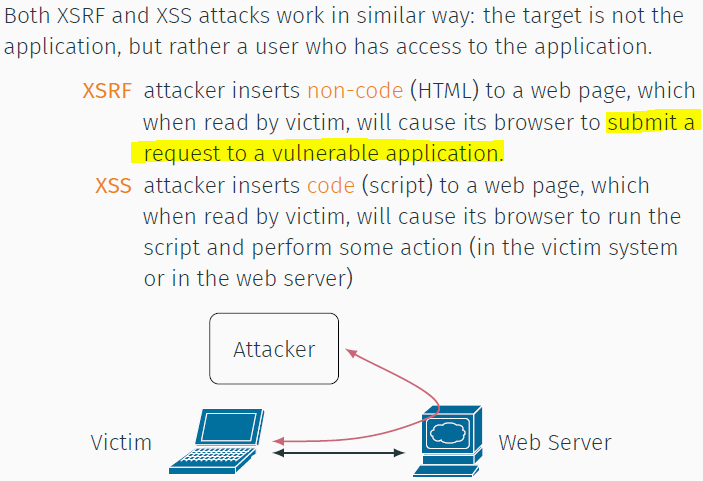 Both XSRF and XSS attacks work in similar way: the target is not the
application, but rather a user who has access to the application.
XSRF attacker inserts non-code (HTML) to a web page, which
when read by victim, will cause its browser to submit a
request to a vulnerable application.
XSS attacker inserts code (script) to a web page, which
when read by victim, will cause its browser to run the
script and perform some action (in the victim system
or in the web server)
Attacker
Victim
Web Server